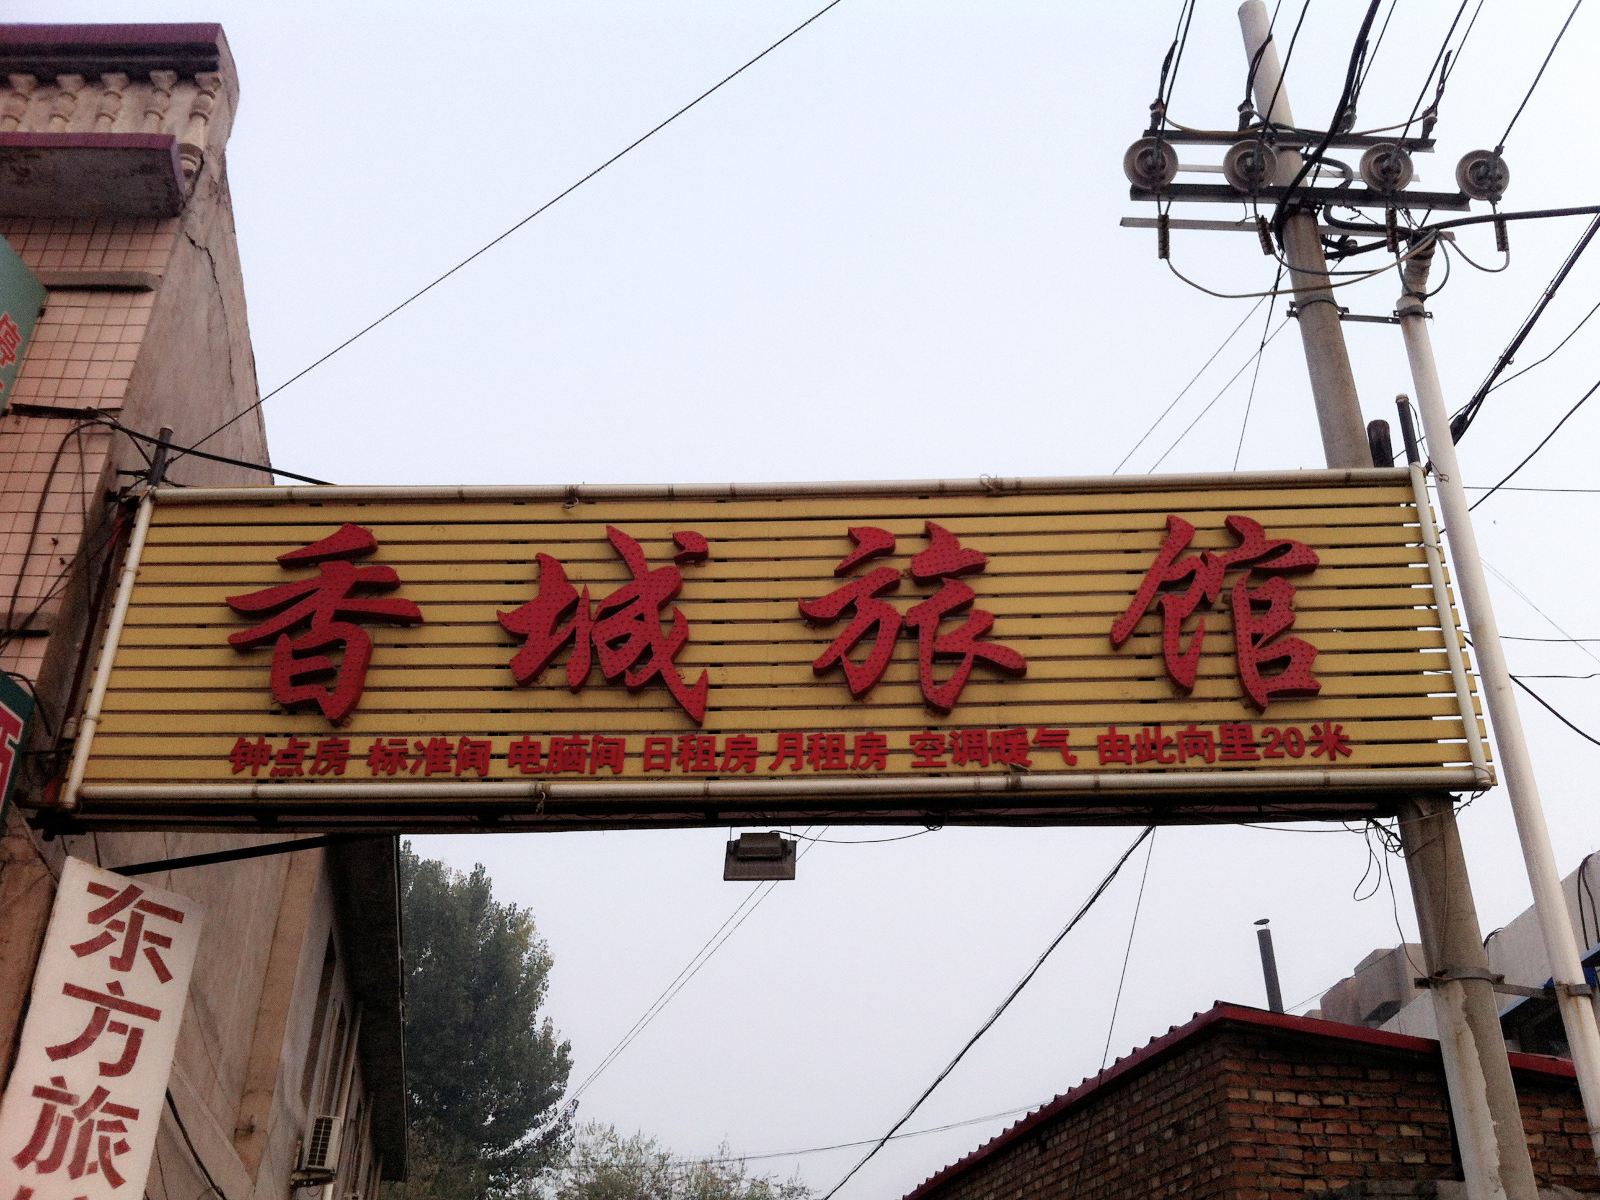 香城旅馆
钟点房 标准间 电脑间 日租房 月租房 空调暖气 由此向里20米
东方旅